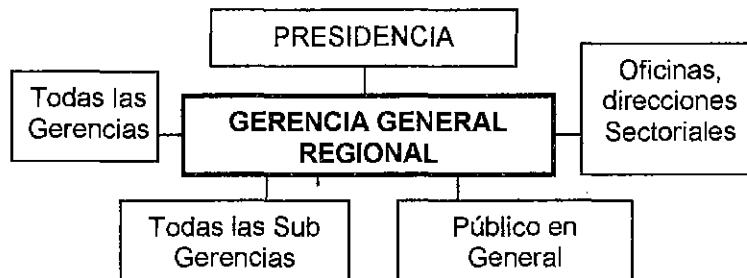 PRESIDENCIA
Todas las
Gerencias
GERENCIA GENERAL
REGIONAL
Oficinas,
direcciones
Sectoriales
Todas las Sub
Gerencias
Público en
General